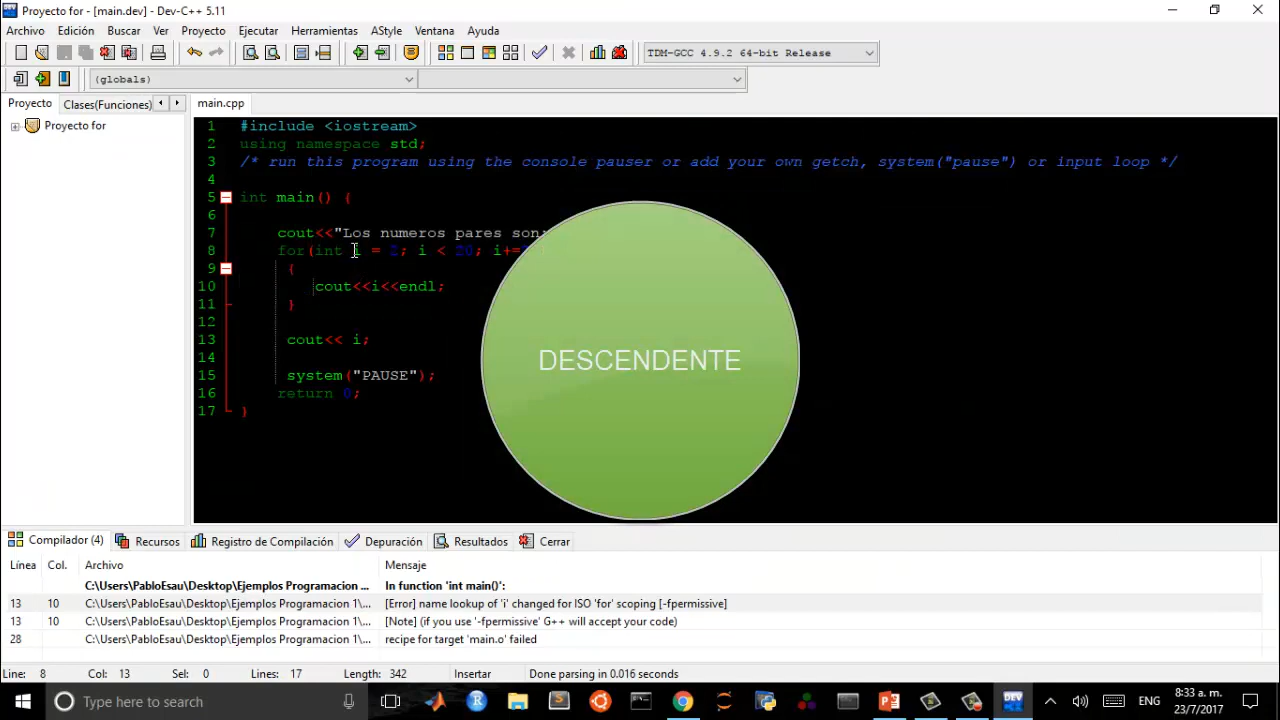 Proyecto for - [main.dev] - Dev-C++ 5.11
Archivo Edición Buscar Ver Proyecto Ejecutar Herramientas AStyle Ventana Ayuda
TDM-GCC 4.9.2 64-bit Release
(globals)
Proyecto Clases(Funciones) main.cpp
Proyecto for
1 #include <iostream>
2 using namespace std;
3 /* run this program using the console pauser or add your own getch, system("pause") or input loop */
4
5 int main() {
6
7 cout<<"Los numeros pares son:
8 for(int i = 2; i < 20; i+=
9 {
10 cout<<i<<endl;
11 }
12
13 cout<< i;
14
15 system("PAUSE");
16 return 0;
17 }
DESCENDENTE
Compilador (4) Recursos Registro de Compilación Depuración Resultados Cerrar
Línea Col. Archivo Mensaje
C:\Users\PabloEsau\Desktop\Ejemplos Programacion ... In function 'int main()':
13 10 C:\Users\PabloEsau\Desktop\Ejemplos Programacion 1\... [Error] name lookup of 'i' changed for ISO 'for' scoping [-fpermissive]
13 10 C:\Users\PabloEsau\Desktop\Ejemplos Programacion 1\... [Note] (if you use '-fpermissive' G++ will accept your code)
28 C:\Users\PabloEsau\Desktop\Ejemplos Programacion 1\... recipe for target 'main.o' failed
Line: 8 Col: 13 Sel: 0 Lines: 17 Length: 342 Insertar Done parsing in 0.016 seconds
Type here to search ENG 8:33 a. m.
23/7/2017